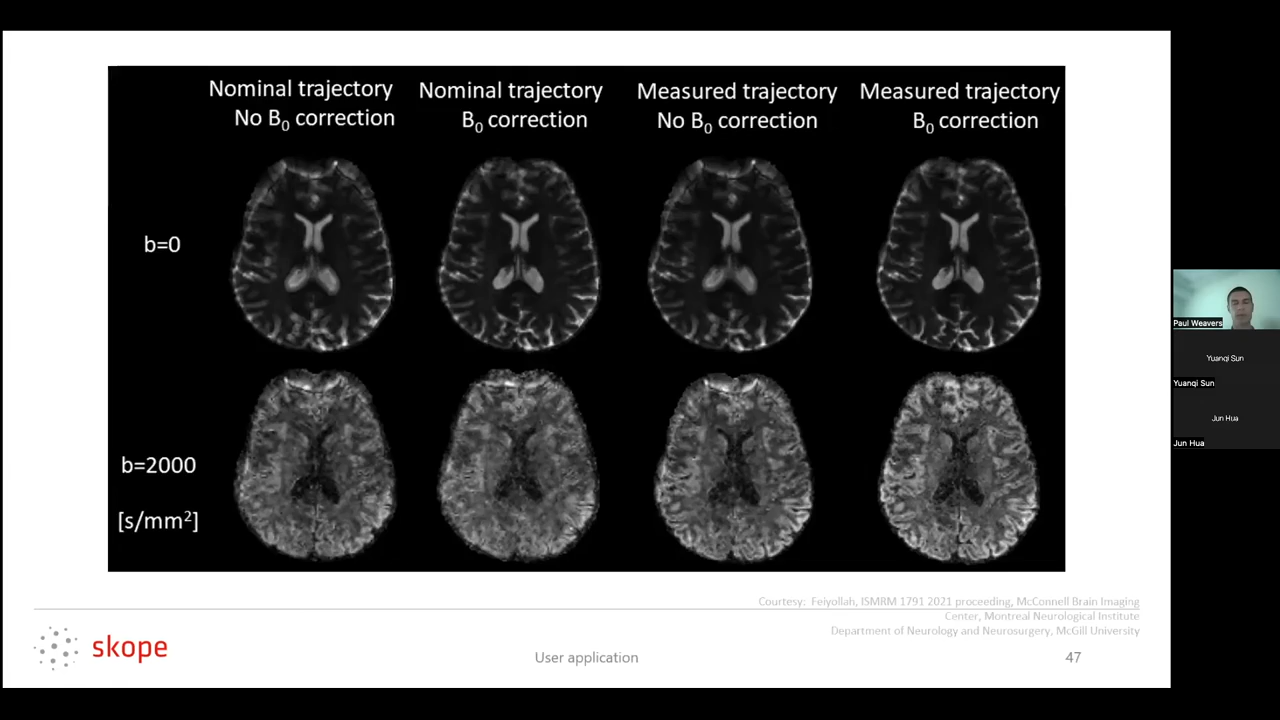 Nominal trajectory
No B₀ correction
Nominal trajectory
B₀ correction
Measured trajectory
No B₀ correction
Measured trajectory
B₀ correction
b=0
b=2000
[s/mm²]
Paul Weavers
Yuanqi Sun
Yuanqi Sun
Jun Hua
Jun Hua
Courtesy: Feiyollah, ISMRM 1791 2021 proceeding, McConnell Brain Imaging
Center, Montreal Neurological Institute
Department of Neurology and Neurosurgery, McGill University
skope
User application
47